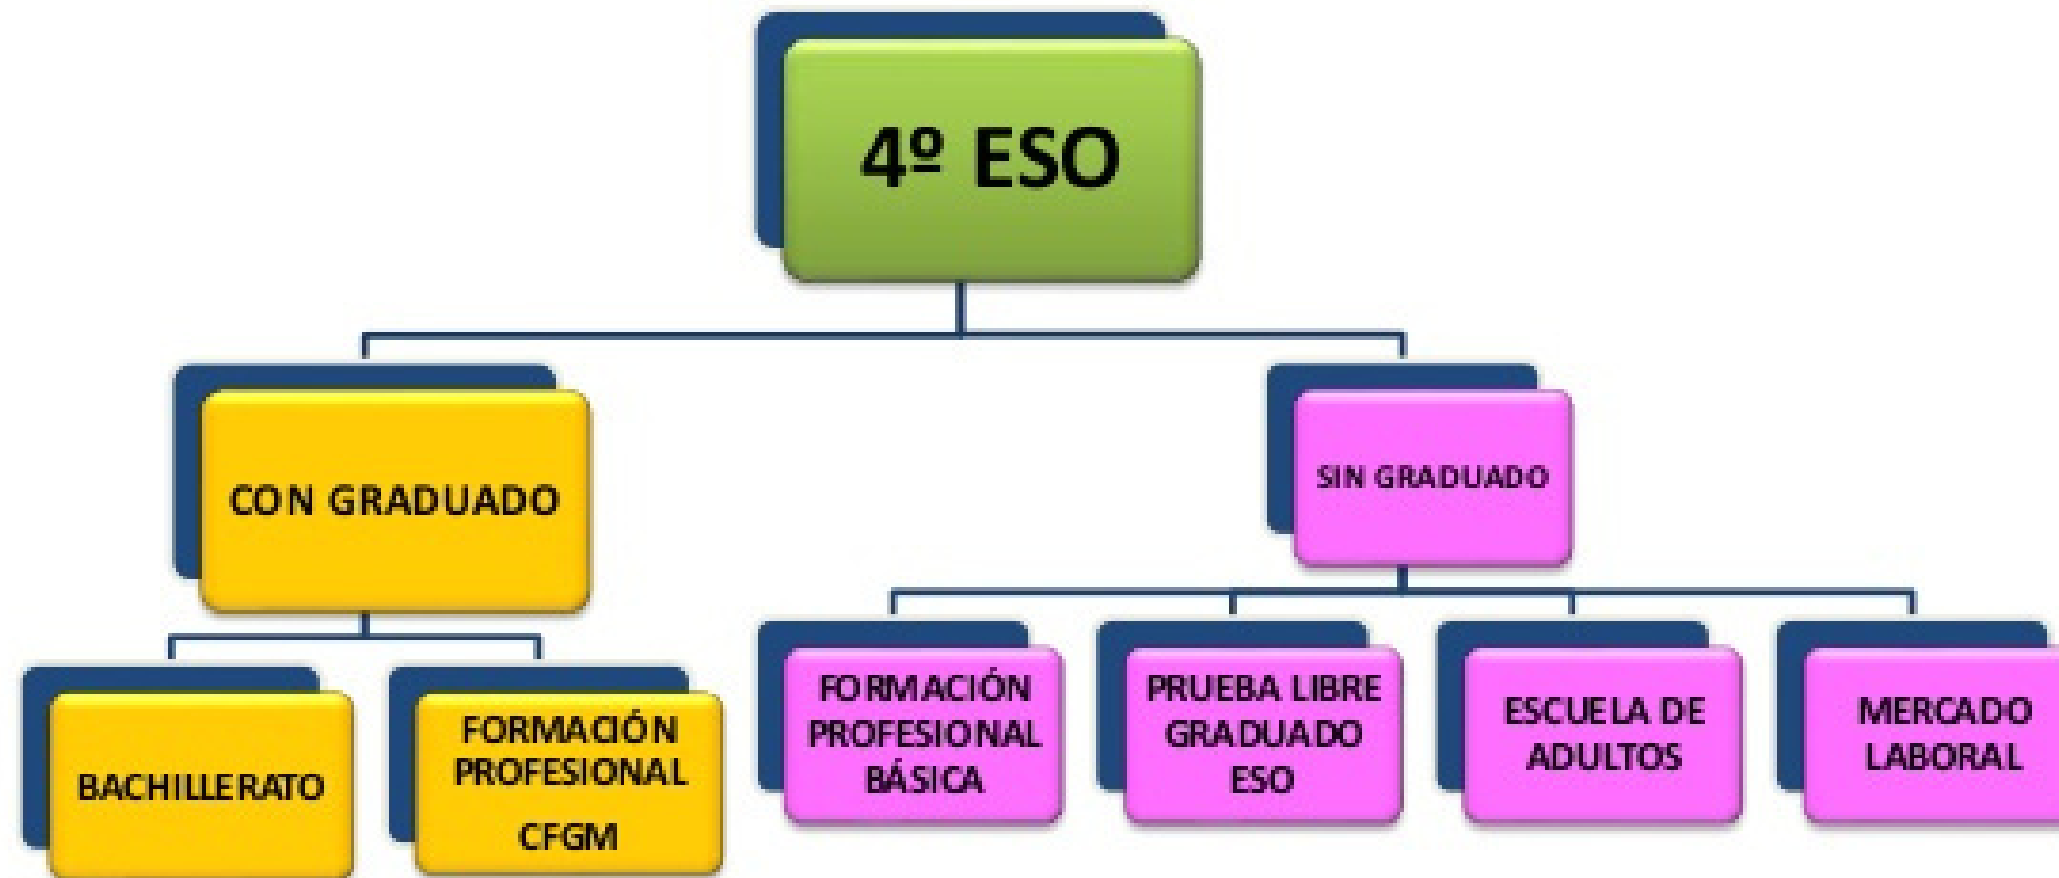 4º ESO
CON GRADUADO
SIN GRADUADO
BACHILLERATO
FORMACIÓN
PROFESIONAL
CFGM
FORMACIÓN
PROFESIONAL
BÁSICA
PRUEBA LIBRE
GRADUADO
ESO
ESCUELA DE
ADULTOS
MERCADO
LABORAL